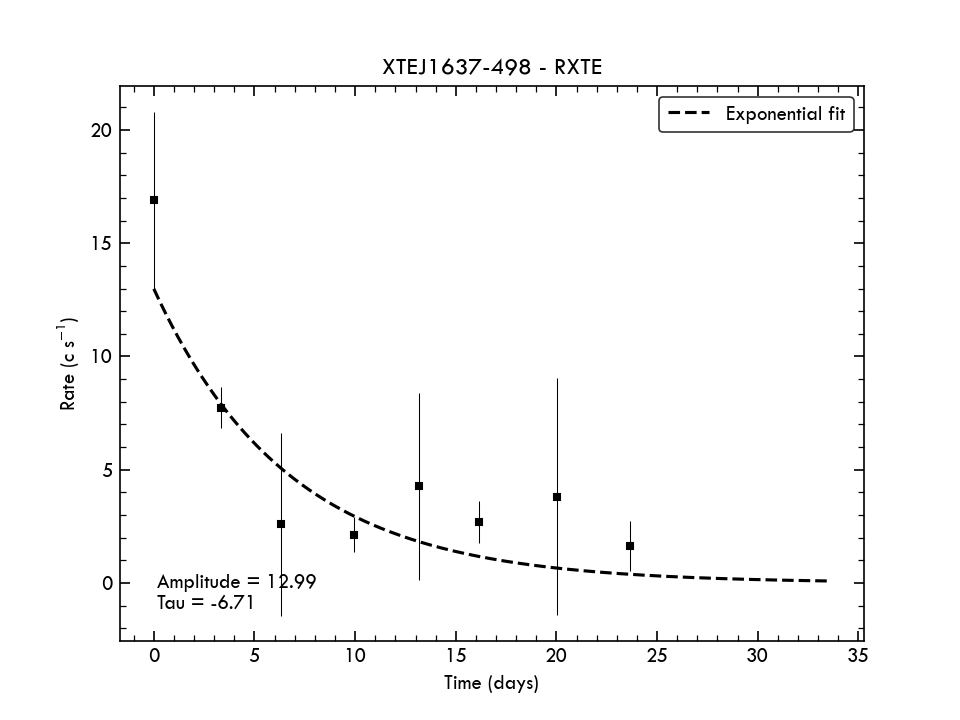 XTEJ1637-498 - RXTE
Exponential fit
20
15
10
5
0
Rate (c s⁻¹)
Amplitude = 12.99
Tau = -6.71
0 5 10 15 20 25 30 35
Time (days)